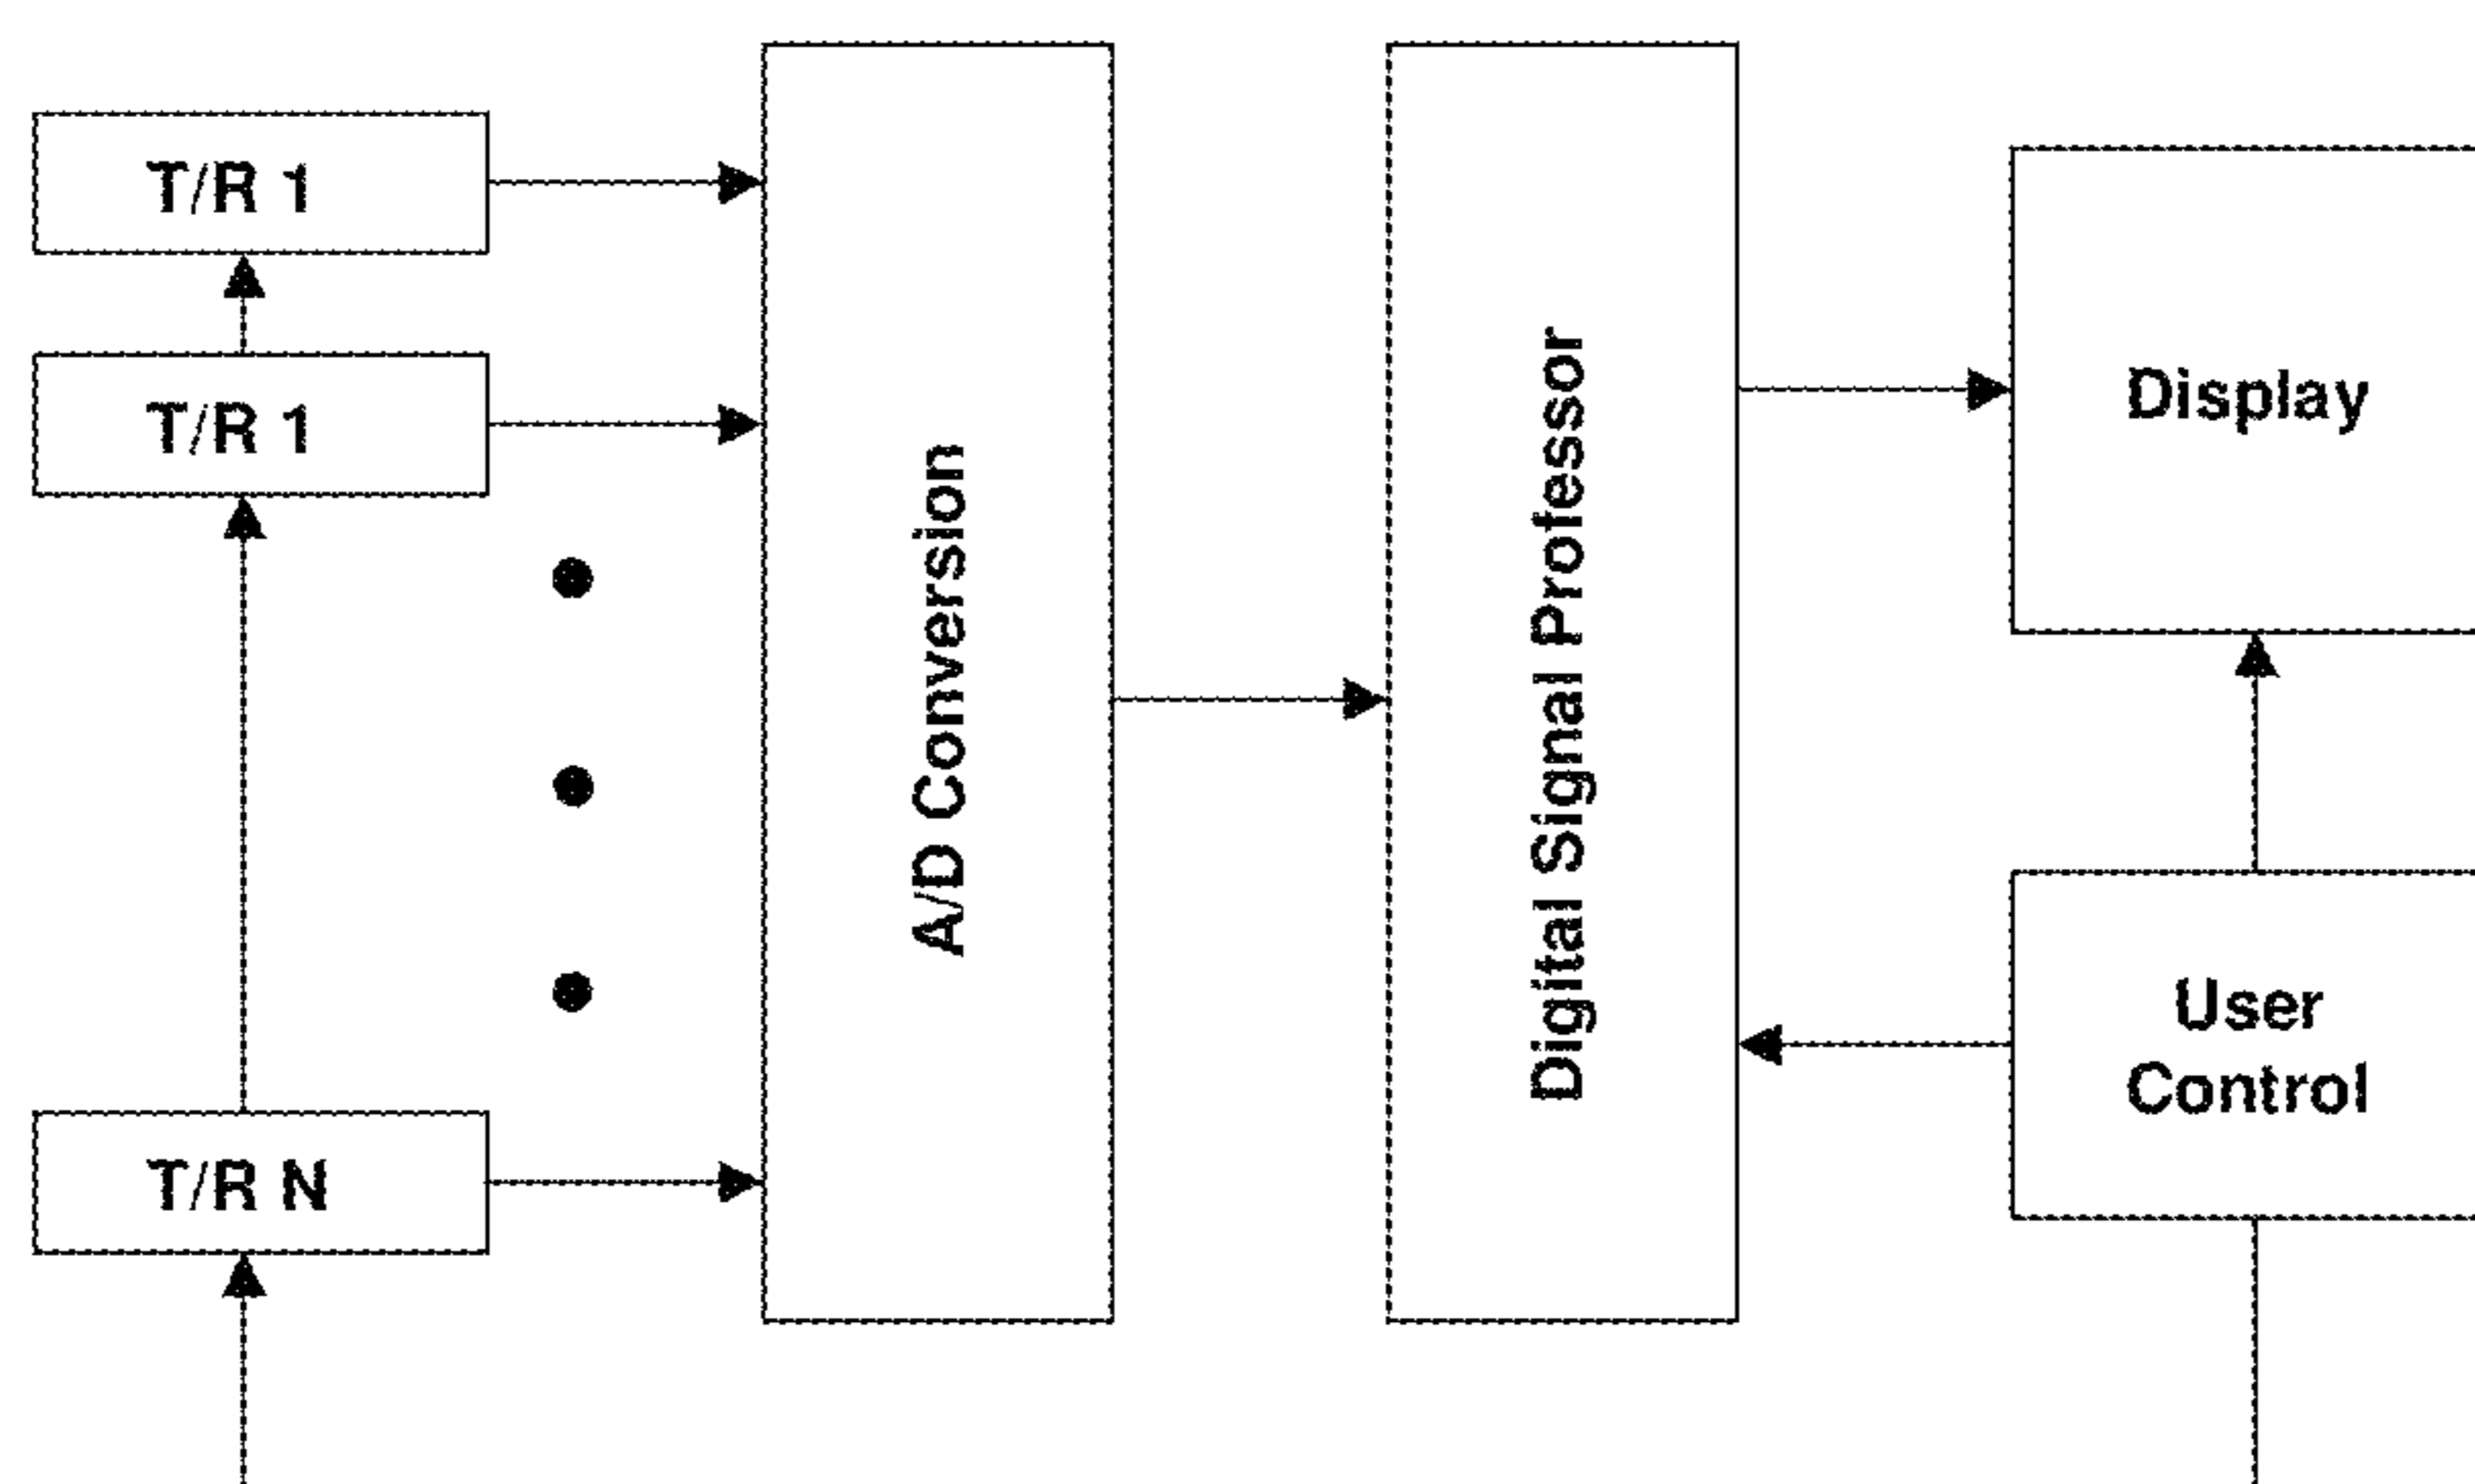 T/R 1
T/R 1
T/R N
A/D Conversion
Digital Signal Professor
Display
User
Control